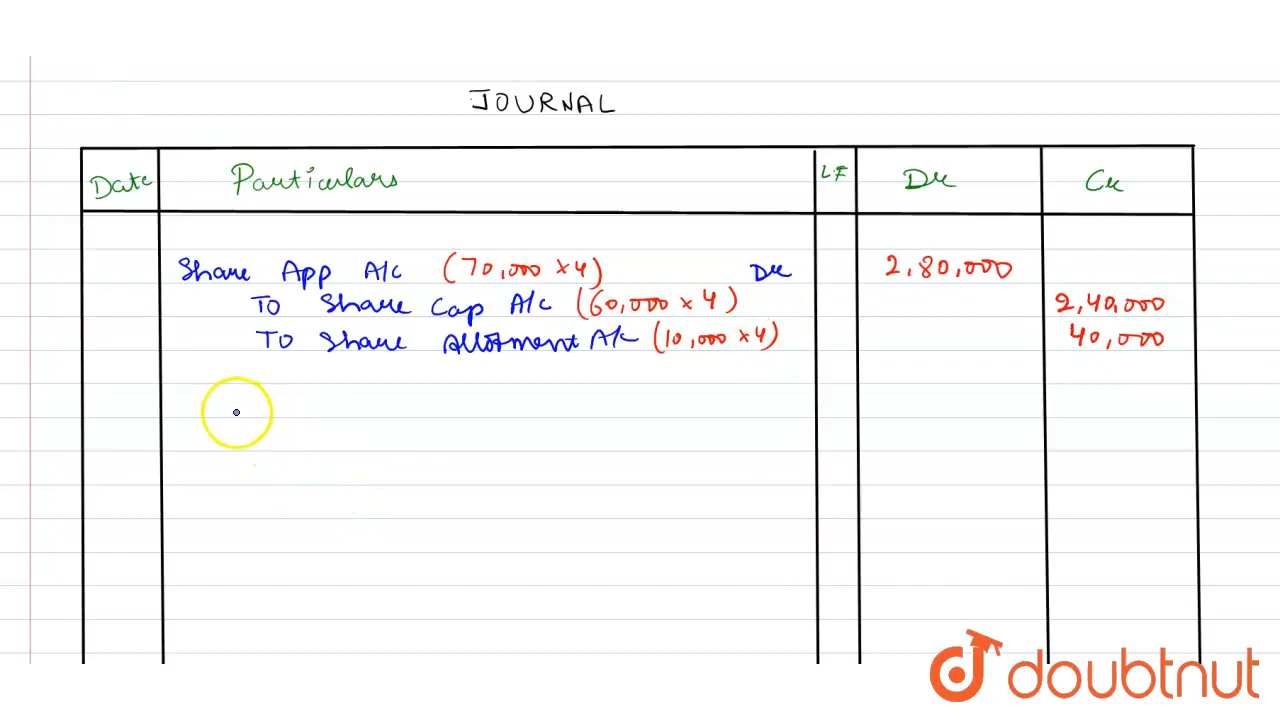 JOURNAL
Date Particulars LF Dr Cr
Share App A/c (70,000 × 4) Dr 2,80,000
To Share Cap A/c (60,000 × 4) 2,40,000
To Share Allotment A/c (10,000 × 4) 40,000
doubtnut